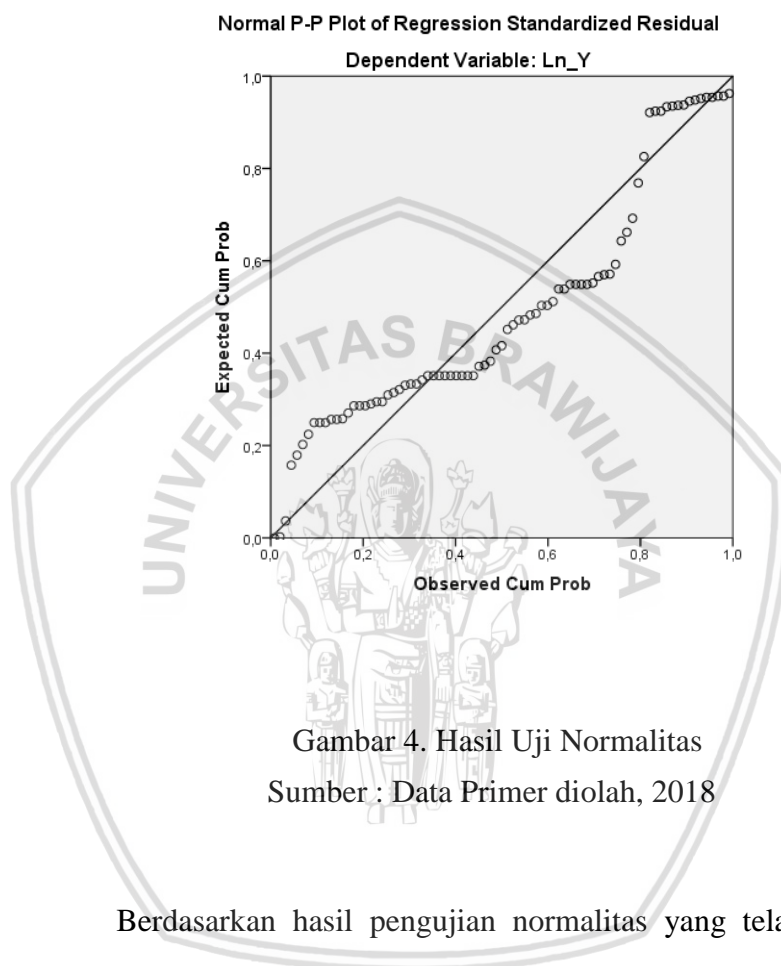 Normal P-P Plot of Regression Standardized Residual
Dependent Variable: Ln_Y
1,0
0,8
0,6
0,4
0,2
0,0
Expected Cum Prob
0,0 0,2 0,4 0,6 0,8 1,0
Observed Cum Prob
UNIVERSITAS BRAWIJAYA
Gambar 4. Hasil Uji Normalitas
Sumber : Data Primer diolah, 2018
Berdasarkan hasil pengujian normalitas yang tela